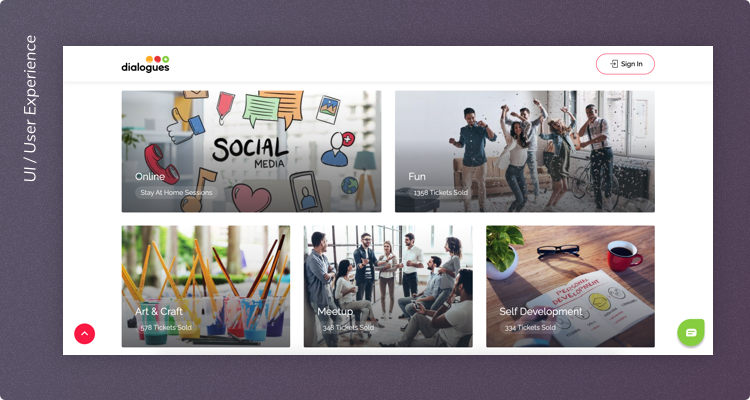 UI / User Experience
dialogues
Sign In
SOCIAL
MEDIA
Online
Stay At Home Sessions
Fun
1358 Tickets Sold
Art & Craft
578 Tickets Sold
Meetup
348 Tickets Sold
PERSONAL
DEVELOPMENT
Self Development
334 Tickets Sold